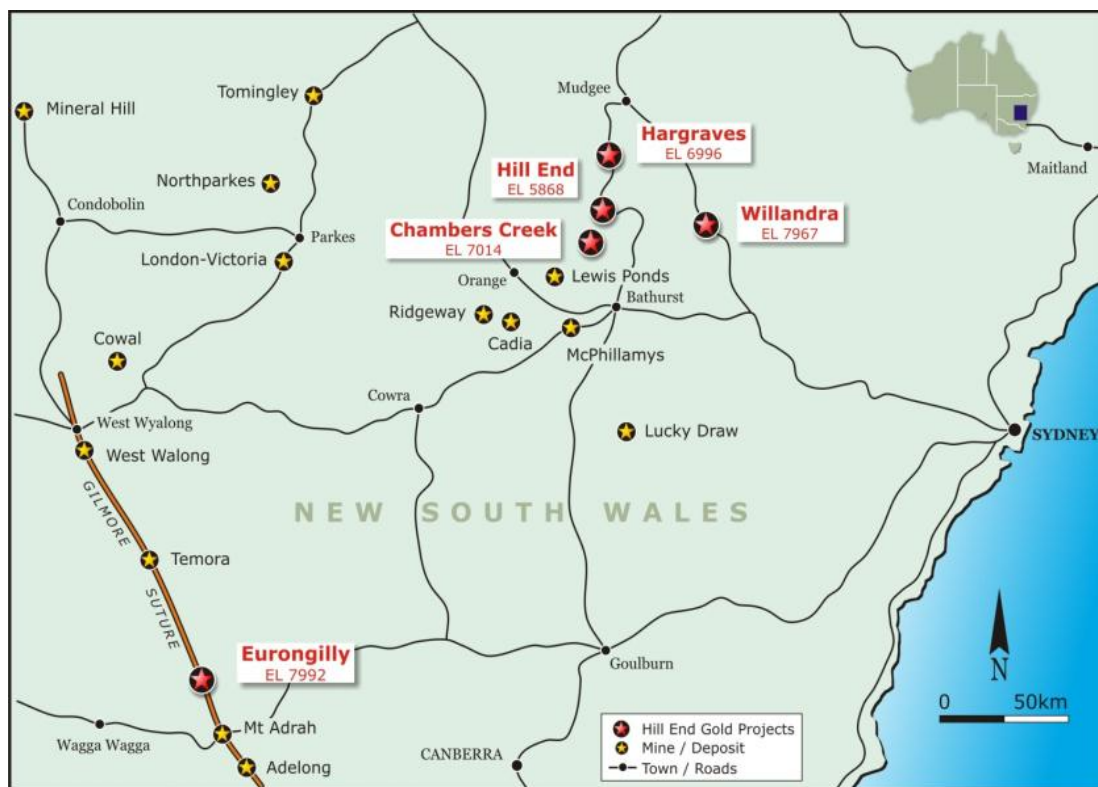 Mineral Hill
Tomingley
Mudgee
Hargraves
EL 6996
Maitland
Hill End
EL 5868
Northparkes
Condobolin
Parkes
Chambers Creek
EL 7014
Willandra
EL 7967
London-Victoria
Orange
Lewis Ponds
Bathurst
Ridgeway
Cadia
McPhillamys
Cowal
Cowra
West Wyalong
West Walong
Lucky Draw
SYDNEY
GILMORE
SUTURE
NEW SOUTH WALES
Temora
Eurongilly
EL 7992
Goulburn
N
0 50km
Mt Adrah
Wagga Wagga
Adelong
CANBERRA
Hill End Gold Projects
Mine / Deposit
Town / Roads